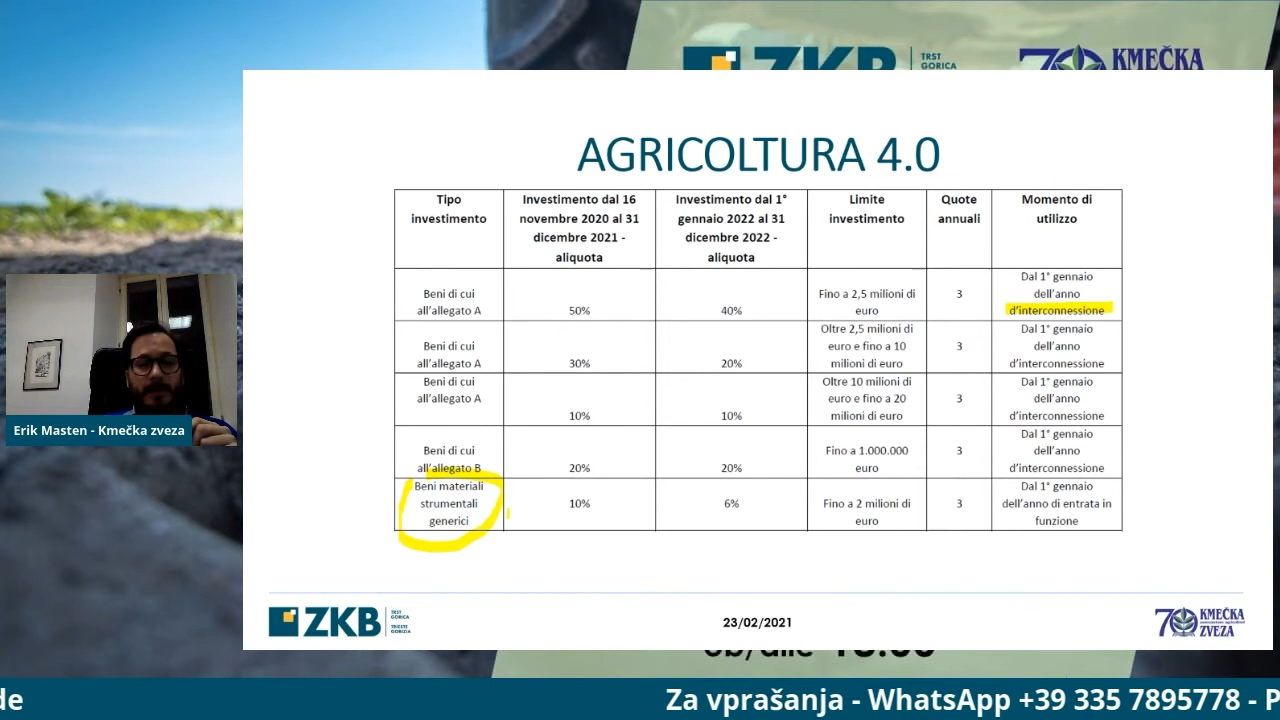 ZKB
TRST
GORICA
70 KMEČKA
AGRICOLTURA 4.0
Tipo investimento | Investimento dal 16 novembre 2020 al 31 dicembre 2021 - aliquota | Investimento dal 1° gennaio 2022 al 31 dicembre 2022 - aliquota | Limite investimento | Quote annuali | Momento di utilizzo
Beni di cui all'allegato A | 50% | 40% | Fino a 2,5 milioni di euro | 3 | Dal 1° gennaio dell'anno d'interconnessione
Beni di cui all'allegato A | 30% | 20% | Oltre 2,5 milioni di euro e fino a 10 milioni di euro | 3 | Dal 1° gennaio dell'anno d'interconnessione
Beni di cui all'allegato A | 10% | 10% | Oltre 10 milioni di euro e fino a 20 milioni di euro | 3 | Dal 1° gennaio dell'anno d'interconnessione
Beni di cui all'allegato B | 20% | 20% | Fino a 1.000.000 euro | 3 | Dal 1° gennaio dell'anno d'interconnessione
Beni materiali strumentali generici | 10% | 6% | Fino a 2 milioni di euro | 3 | Dal 1° gennaio dell'anno di entrata in funzione
Erik Masten - Kmečka zveza
ZKB
TRST
GORICA
TRIESTE
GORIZIA
23/02/2021
70 KMEČKA
ZVEZA
de
Za vprašanja - WhatsApp +39 335 7895778 - P